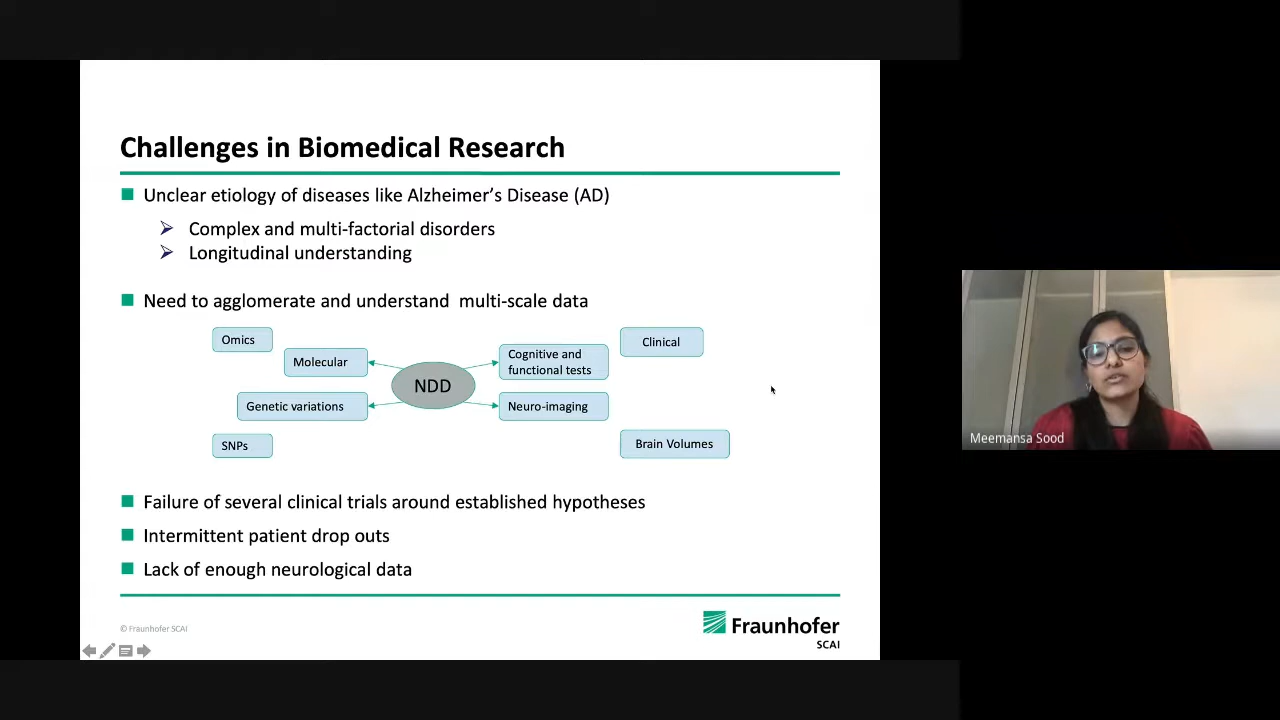 Challenges in Biomedical Research
Unclear etiology of diseases like Alzheimer’s Disease (AD)
Complex and multi-factorial disorders
Longitudinal understanding
Need to agglomerate and understand multi-scale data
Omics
Molecular
Genetic variations
SNPs
NDD
Cognitive and
functional tests
Neuro-imaging
Clinical
Brain Volumes
Failure of several clinical trials around established hypotheses
Intermittent patient drop outs
Lack of enough neurological data
© Fraunhofer SCAI
Fraunhofer
SCAI
Meemansa Sood